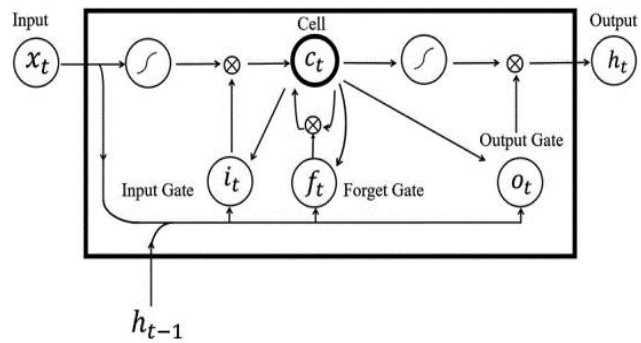 Input
Cell
Output
x_t
c_t
h_t
Output Gate
Input Gate
i_t
f_t
Forget Gate
o_t
h_{t-1}